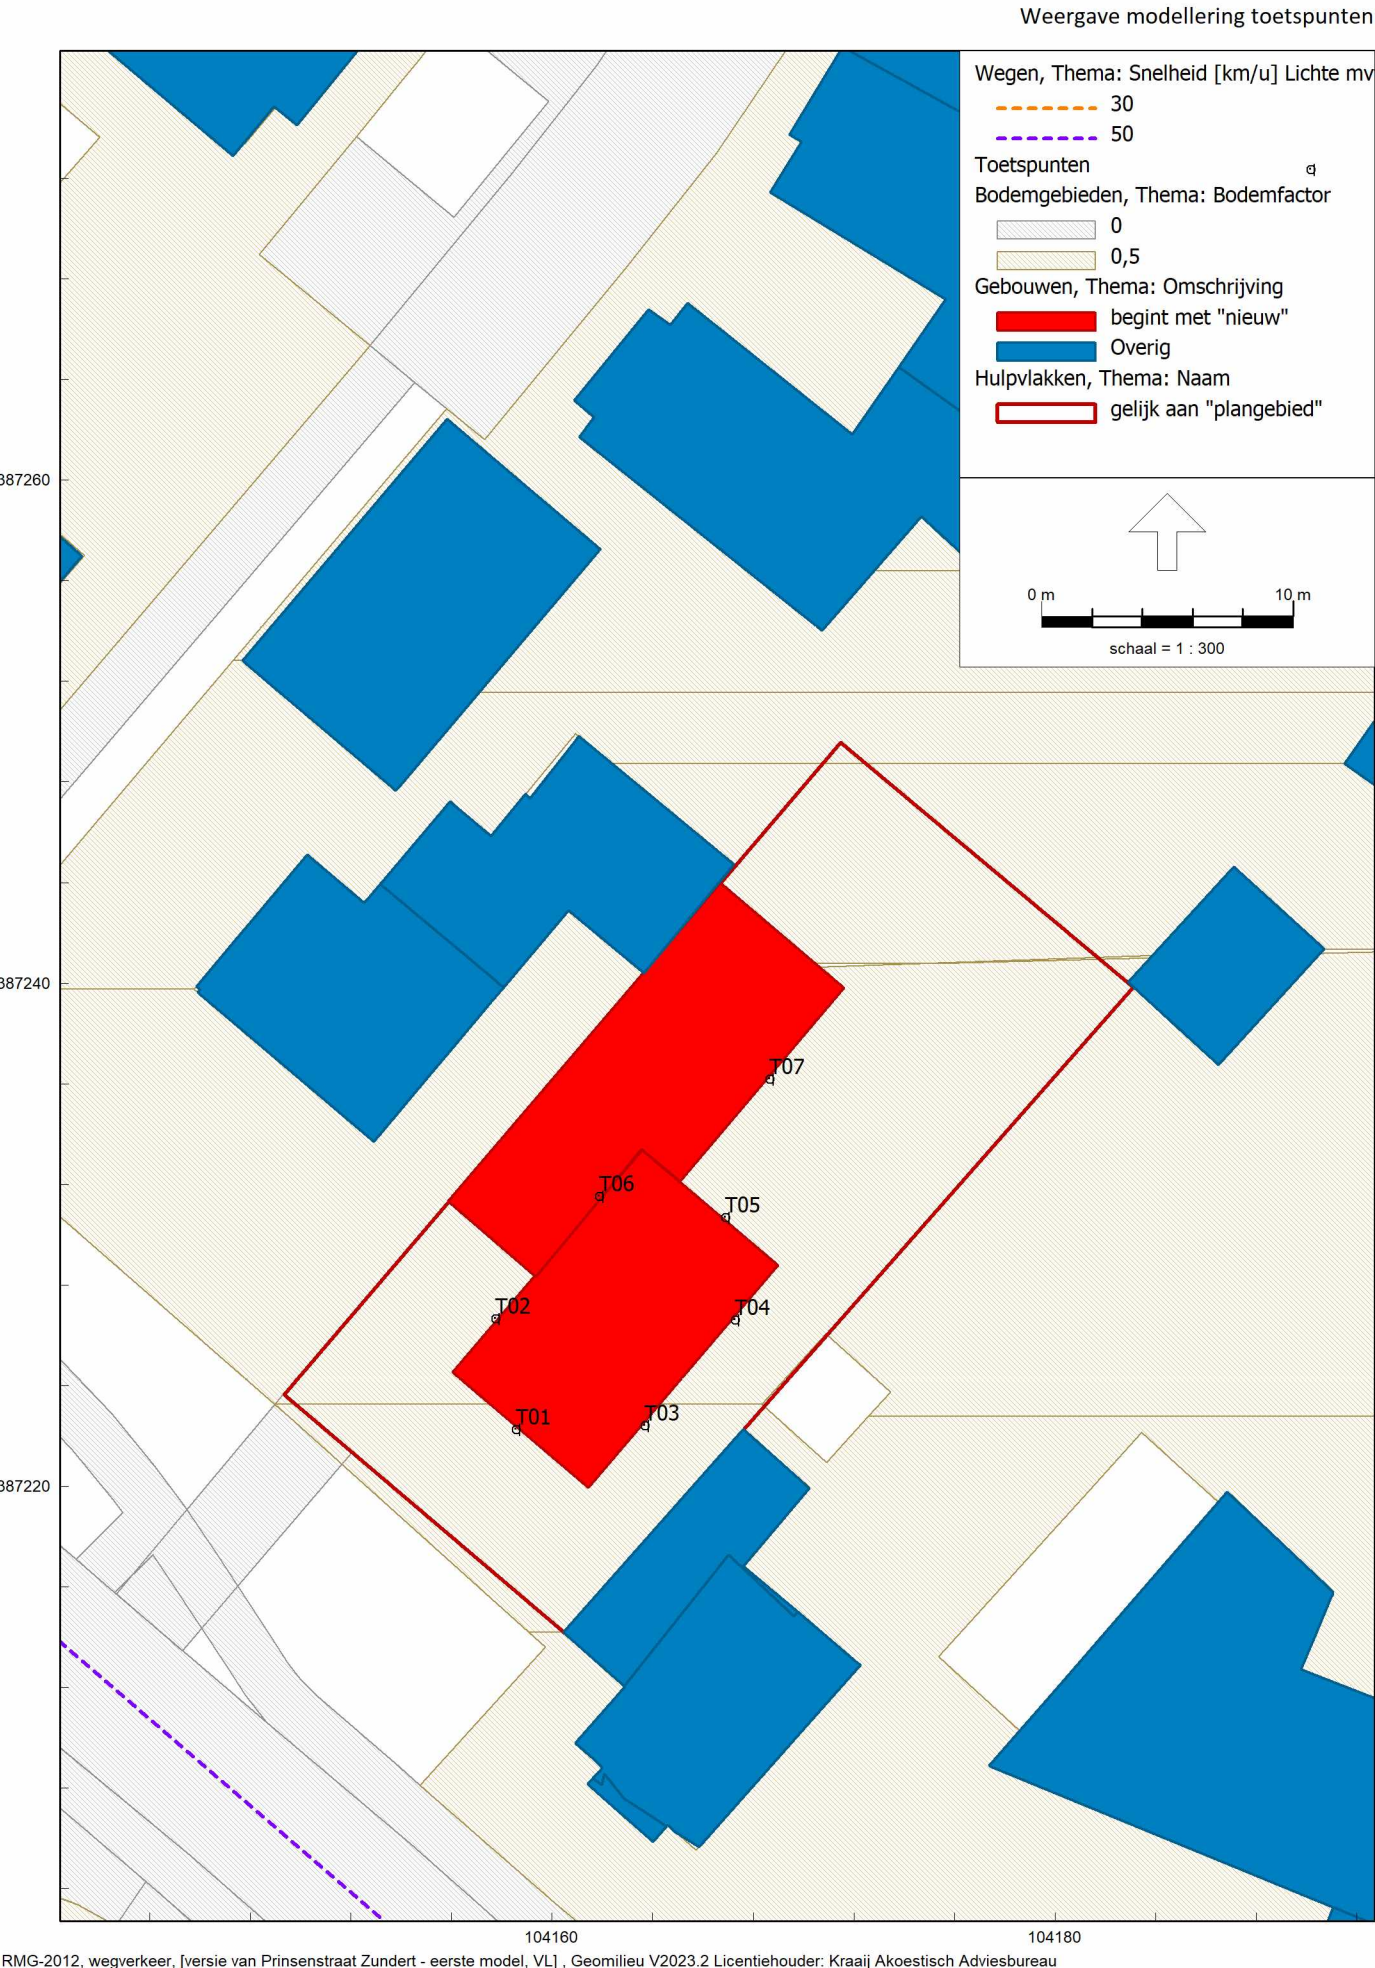 Weergave modellering toetspunten
Wegen, Thema: Snelheid [km/u] Lichte mv
30
50
Toetspunten
Bodemgebieden, Thema: Bodemfactor
0
0,5
Gebouwen, Thema: Omschrijving
begint met "nieuw"
Overig
Hulpvlakken, Thema: Naam
gelijk aan "plangebied"
0 m
10 m
schaal = 1 : 300
387260
387240
387220
T07
T06
T05
T02
T04
T01
T03
104160
104180
RMG-2012, wegverkeer, [versie van Prinsenstraat Zundert - eerste model, VL] , Geomilieu V2023.2 Licentiehouder: Kraaij Akoestisch Adviesbureau